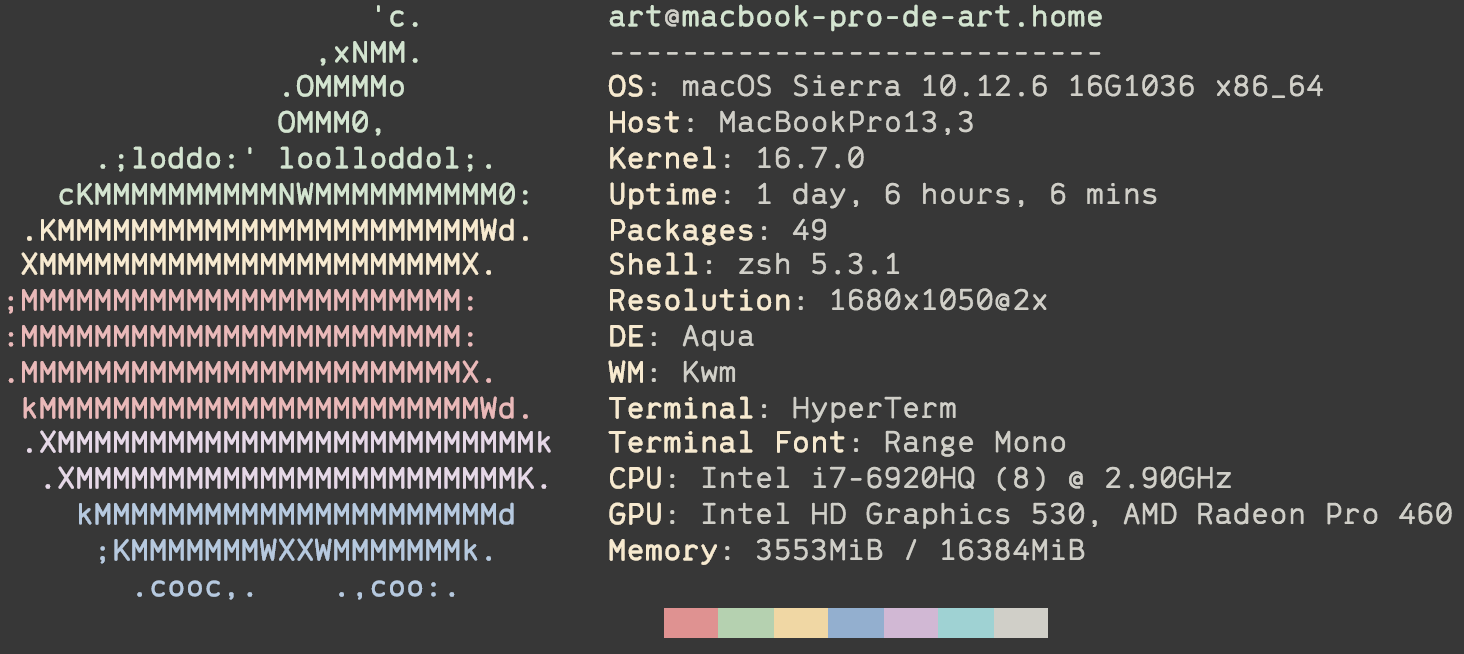 'c.          art@macbook-pro-de-art.home
                 ,xNMM.          ---------------------------
               .OMMMMo           OS: macOS Sierra 10.12.6 16G1036 x86_64
               OMMM0,            Host: MacBookPro13,3
     .;loddo:' loolloddol;.      Kernel: 16.7.0
   cKMMMMMMMMMMNWMMMMMMMMMM0:    Uptime: 1 day, 6 hours, 6 mins
 .KMMMMMMMMMMMMMMMMMMMMMMMWd.    Packages: 49
 XMMMMMMMMMMMMMMMMMMMMMMMX.      Shell: zsh 5.3.1
;MMMMMMMMMMMMMMMMMMMMMMMM:       Resolution: 1680x1050@2x
:MMMMMMMMMMMMMMMMMMMMMMMM:       DE: Aqua
.MMMMMMMMMMMMMMMMMMMMMMMMX.      WM: Kwm
 kMMMMMMMMMMMMMMMMMMMMMMMMWd.    Terminal: HyperTerm
 .XMMMMMMMMMMMMMMMMMMMMMMMMMMk   Terminal Font: Range Mono
  .XMMMMMMMMMMMMMMMMMMMMMMMMK.   CPU: Intel i7-6920HQ (8) @ 2.90GHz
    kMMMMMMMMMMMMMMMMMMMMMMd     GPU: Intel HD Graphics 530, AMD Radeon Pro 460
     ;KMMMMMMMWXXWMMMMMMMk.      Memory: 3553MiB / 16384MiB
       .cooc,.    .,coo:.